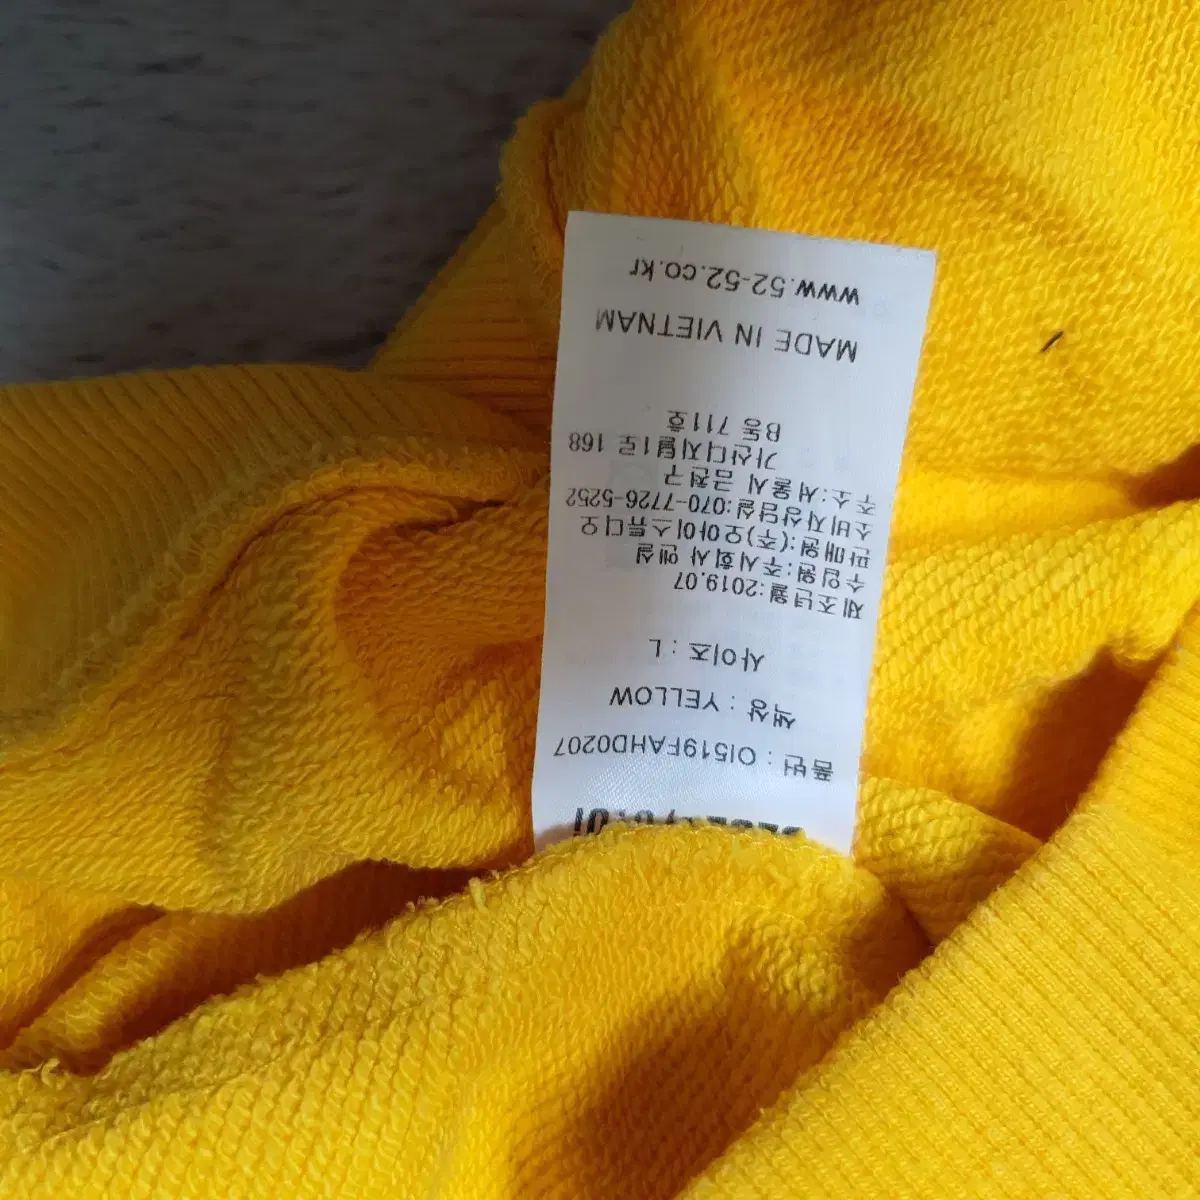 품번 : OI519FAHD0207
색상 : YELLOW
사이즈 : L
제조년월:2019.07
수입원:주식회사 엔실
판매원:(주)오아이스튜디오
소비자상담실:070-7726-5252
주소:서울시 금천구
가산디지털1로 168
B동 711호
MADE IN VIETNAM
www.52-52.co.kr